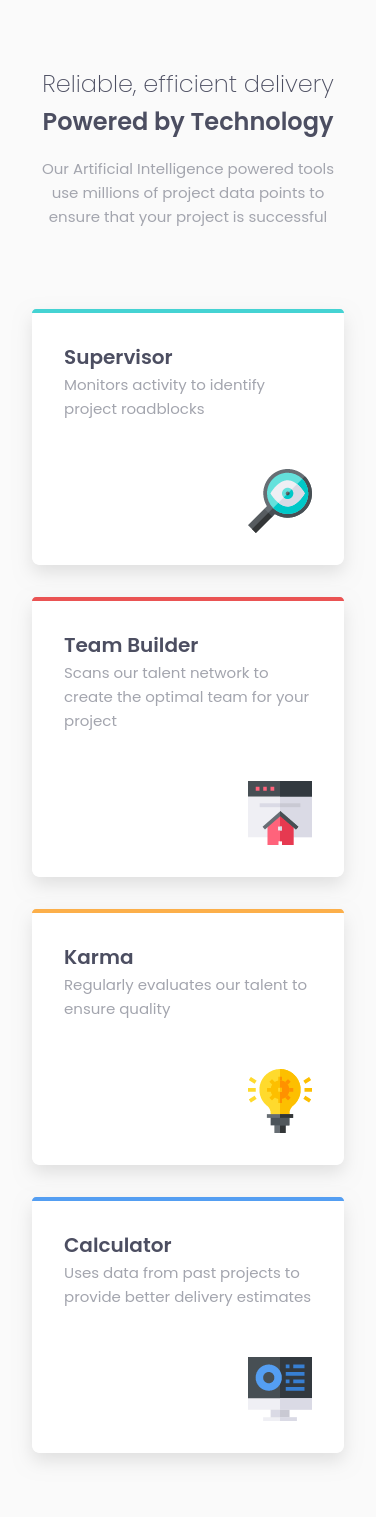 Reliable, efficient delivery
Powered by Technology
Our Artificial Intelligence powered tools
use millions of project data points to
ensure that your project is successful
Supervisor
Monitors activity to identify
project roadblocks
Team Builder
Scans our talent network to
create the optimal team for your
project
Karma
Regularly evaluates our talent to
ensure quality
Calculator
Uses data from past projects to
provide better delivery estimates